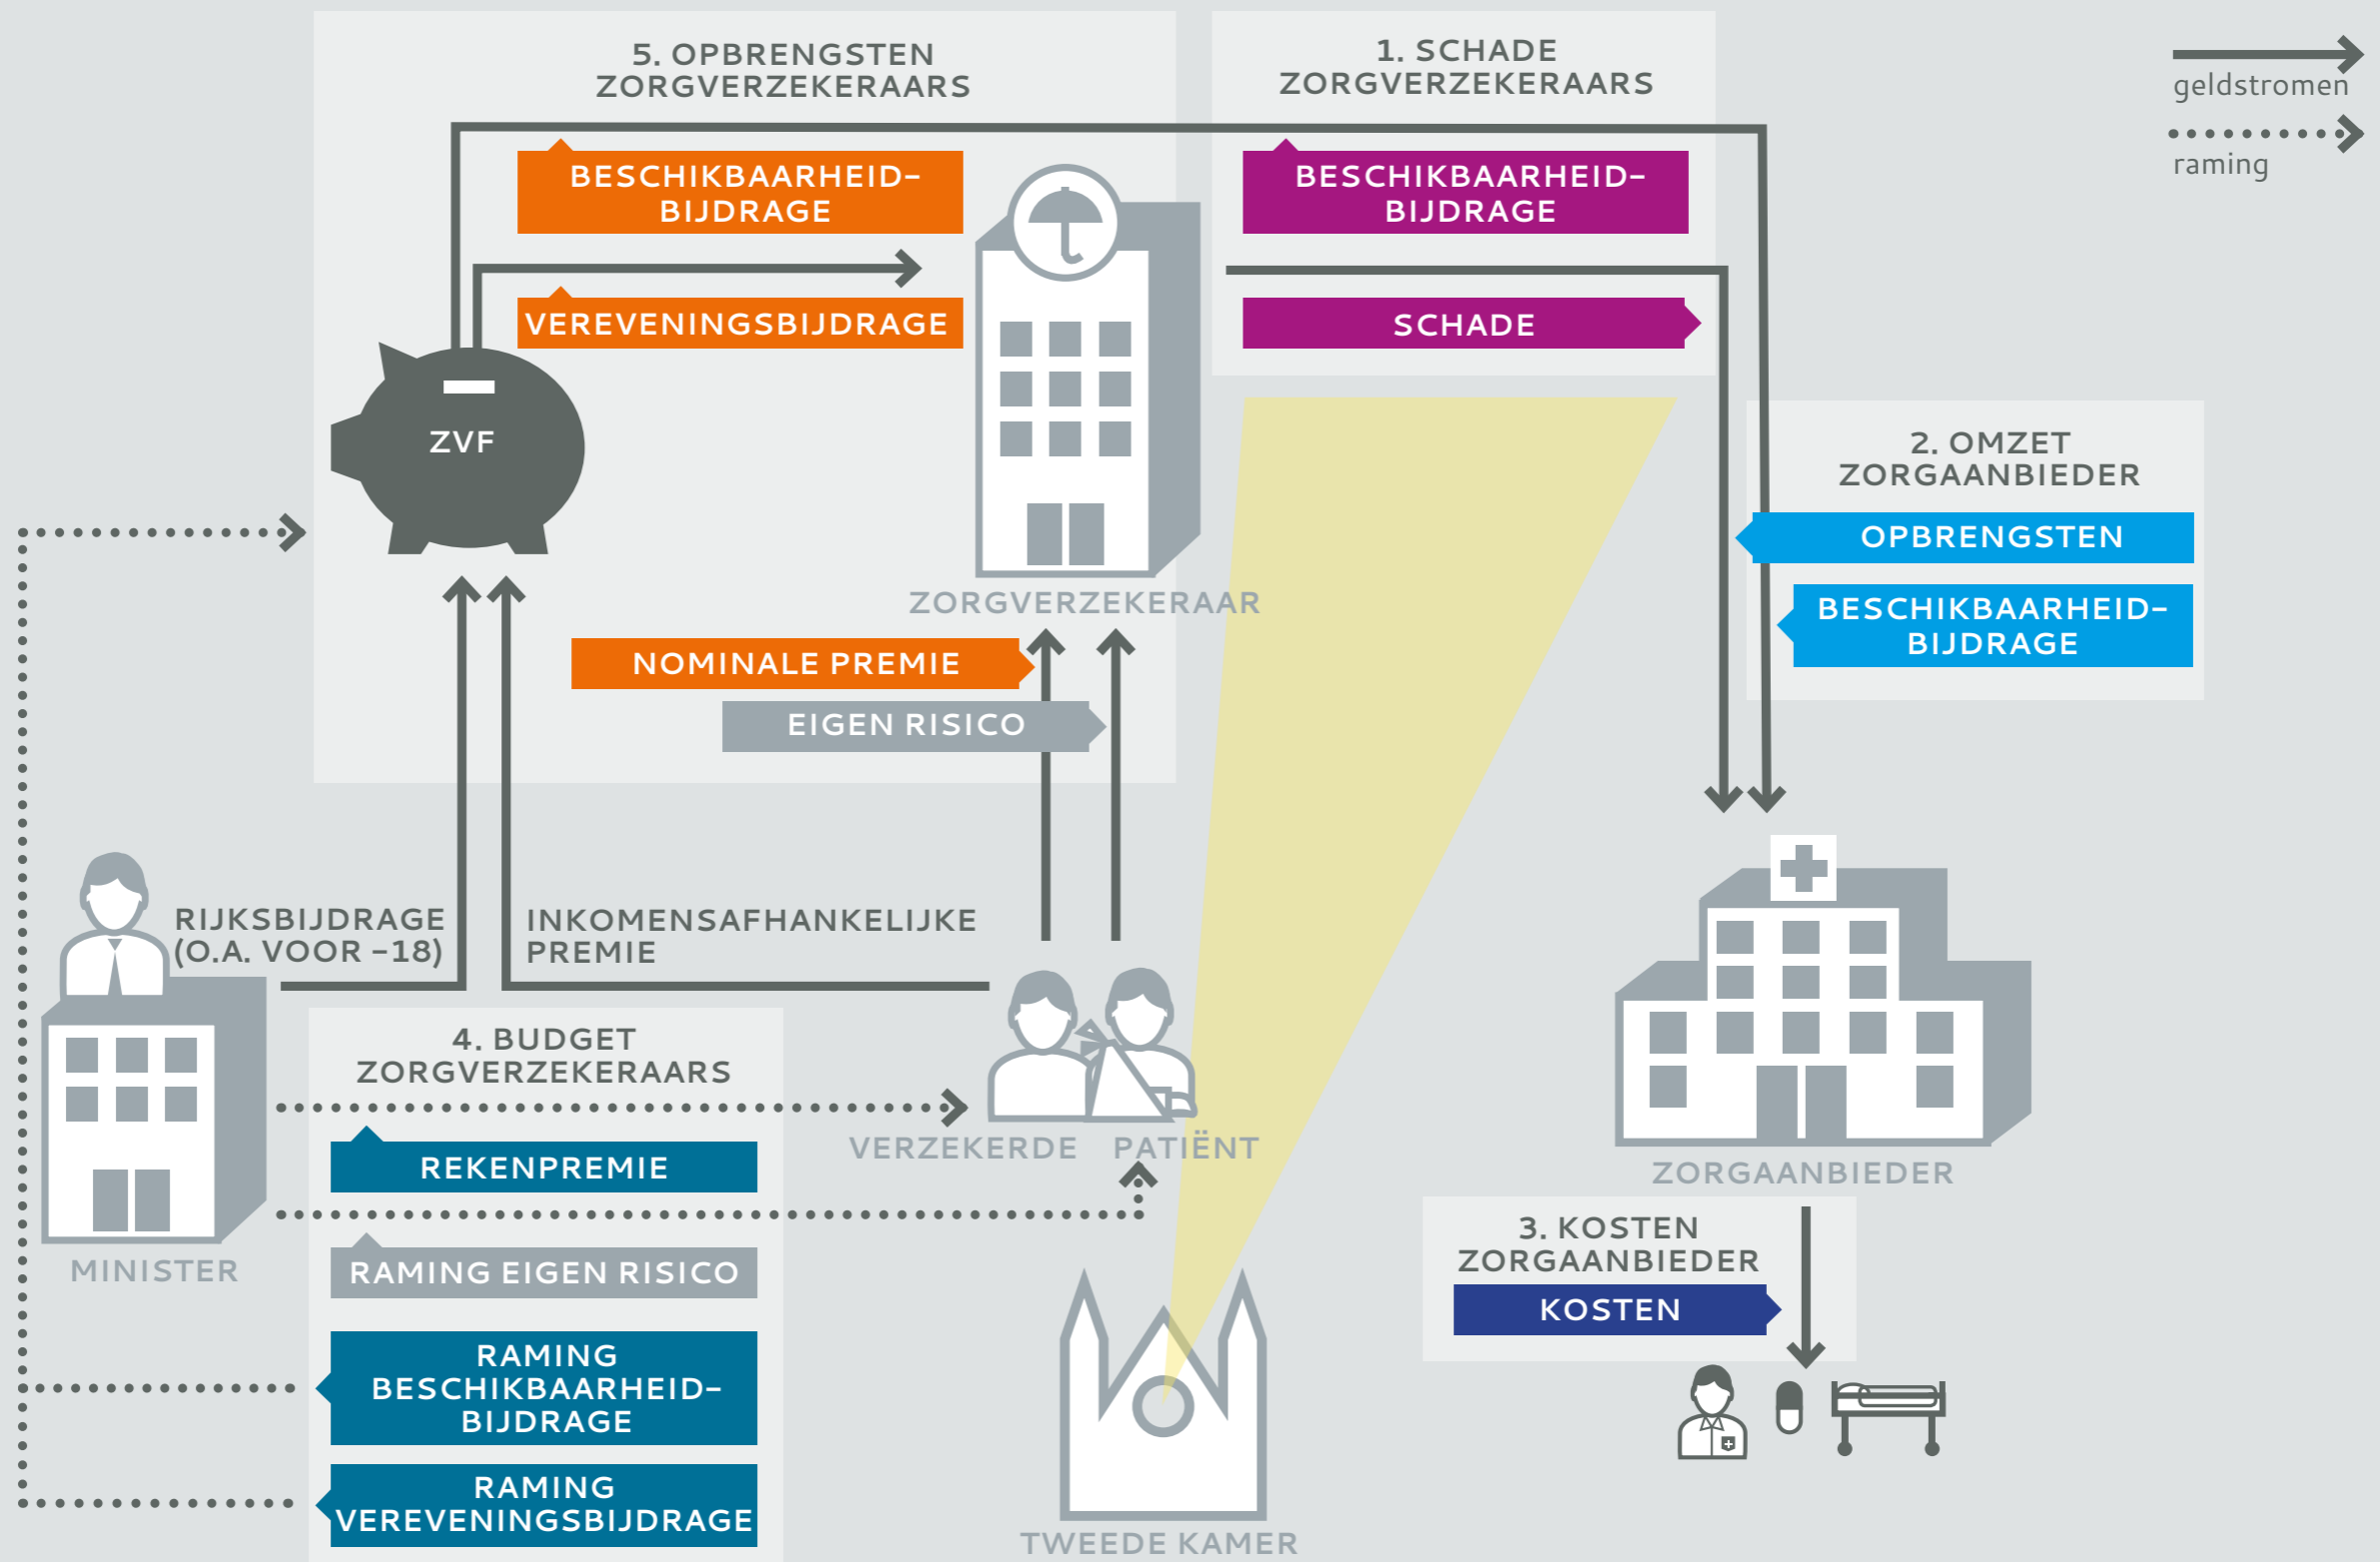 5. OPBRENGSTEN
ZORGVERZEKERAARS
1. SCHADE
ZORGVERZEKERAARS
geldstromen
raming
BESCHIKBAARHEID-
BIJDRAGE
VEREVENINGSBIJDRAGE
BESCHIKBAARHEID-
BIJDRAGE
SCHADE
ZVF
ZORGVERZEKERAAR
2. OMZET
ZORGAANBIEDER
OPBRENGSTEN
BESCHIKBAARHEID-
BIJDRAGE
NOMINALE PREMIE
EIGEN RISICO
RIJKSBIJDRAGE
(O.A. VOOR -18)
INKOMENSAFHANKELIJKE
PREMIE
4. BUDGET
ZORGVERZEKERAARS
VERZEKERDE
PATIËNT
REKENPREMIE
MINISTER
RAMING EIGEN RISICO
RAMING
BESCHIKBAARHEID-
BIJDRAGE
RAMING
VEREVENINGSBIJDRAGE
TWEEDE KAMER
ZORGAANBIEDER
3. KOSTEN
ZORGAANBIEDER
KOSTEN